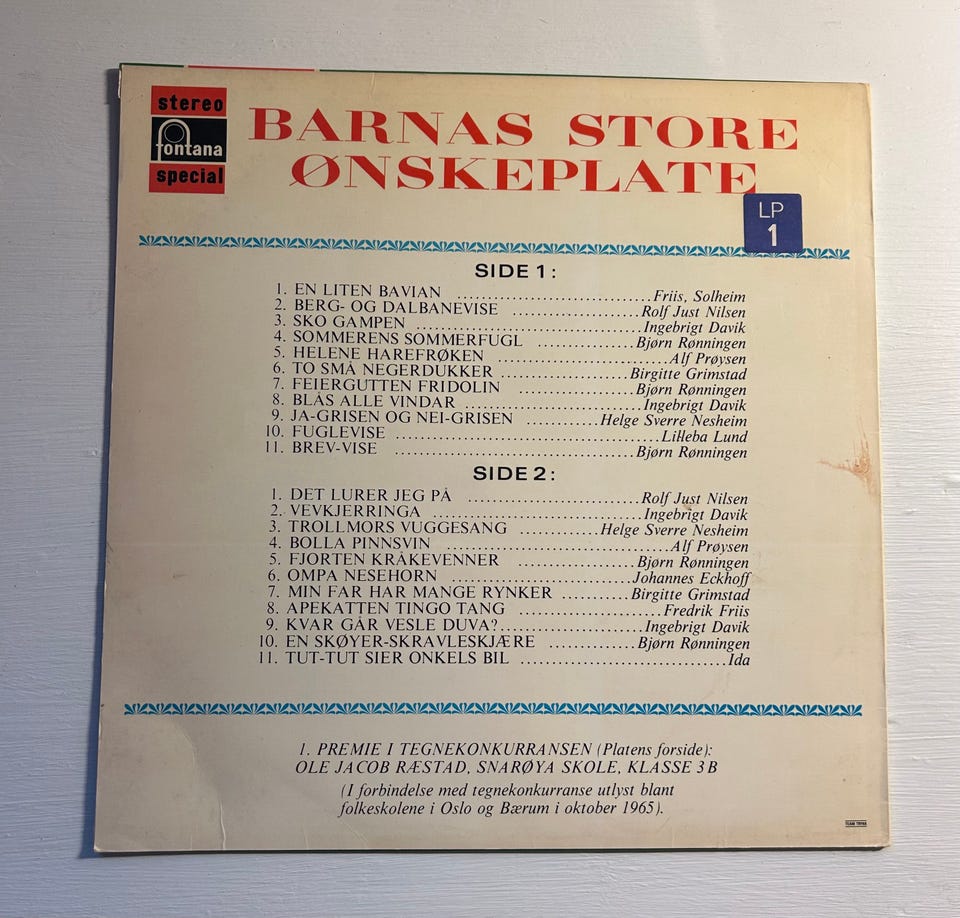 stereo
fontana
special
BARNAS STORE
ØNSKEPLATE
LP
1
SIDE 1:
1. EN LITEN BAVIAN ........................ Friis, Solheim
2. BERG- OG DALBANEVISE ................ Rolf Just Nilsen
3. SKO GAMPEN ............................ Ingebrigt Davik
4. SOMMERENS SOMMERFUGL ............ Bjørn Rønningen
5. HELENE HAREFRØKEN ..................... Alf Prøysen
6. TO SMÅ NEGERDUKKER ................ Birgitte Grimstad
7. FEIERGUTTEN FRIDOLIN ............... Bjørn Rønningen
8. BLÅS ALLE VINDAR ...................... Ingebrigt Davik
9. JA-GRISEN OG NEI-GRISEN ......... Helge Sverre Nesheim
10. FUGLEVISE ................................ Lilleba Lund
11. BREV-VISE .............................. Bjørn Rønningen
SIDE 2:
1. DET LURER JEG PÅ ..................... Rolf Just Nilsen
2. VEVKJERRINGA .......................... Ingebrigt Davik
3. TROLLMORS VUGGESANG .......... Helge Sverre Nesheim
4. BOLLA PINNSVIN ........................... Alf Prøysen
5. FJORTEN KRÅKEVENNER ............... Bjørn Rønningen
6. OMPA NESEHORN ...................... Johannes Eckhoff
7. MIN FAR HAR MANGE RYNKER ......... Birgitte Grimstad
8. APEKATTEN TINGO TANG ................. Fredrik Friis
9. KVAR GÅR VESLE DUVA? ................ Ingebrigt Davik
10. EN SKØYER-SKRAVLESKJÆRE .......... Bjørn Rønningen
11. TUT-TUT SIER ONKELS BIL ........................ Ida
1. PREMIE I TEGNEKONKURRANSEN (Platens forside):
OLE JACOB RÆSTAD, SNARØYA SKOLE, KLASSE 3 B
(I forbindelse med tegnekonkurranse utlyst blant
folkeskolene i Oslo og Bærum i oktober 1965).